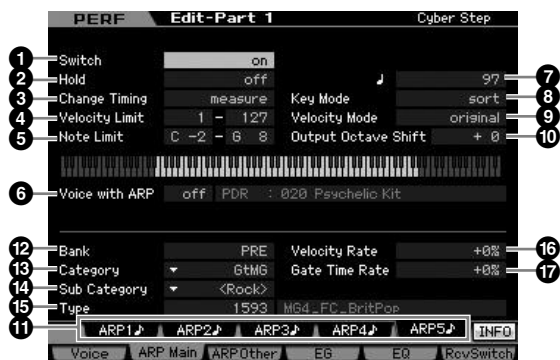 PERF Edit-Part 1 Cyber Step
1 Switch on
2 Hold off ♩ 97 7
3 Change Timing measure Key Mode sort 8
4 Velocity Limit 1 - 127 Velocity Mode original 9
5 Note Limit C -2 - G 8 Output Octave Shift + 0 10
6 Voice with ARP off PDR : 020 Psychelic Kit
12 Bank PRE Velocity Rate +0% 16
13 Category GtMG Gate Time Rate +0% 17
14 Sub Category <Rock>
15 Type 1593 MG4_FC_BritPop
11 ARP1♪ ARP2♪ ARP3♪ ARP4♪ ARP5♪ INFO
Voice ARP Main ARP Other EG EQ RcvSwitch